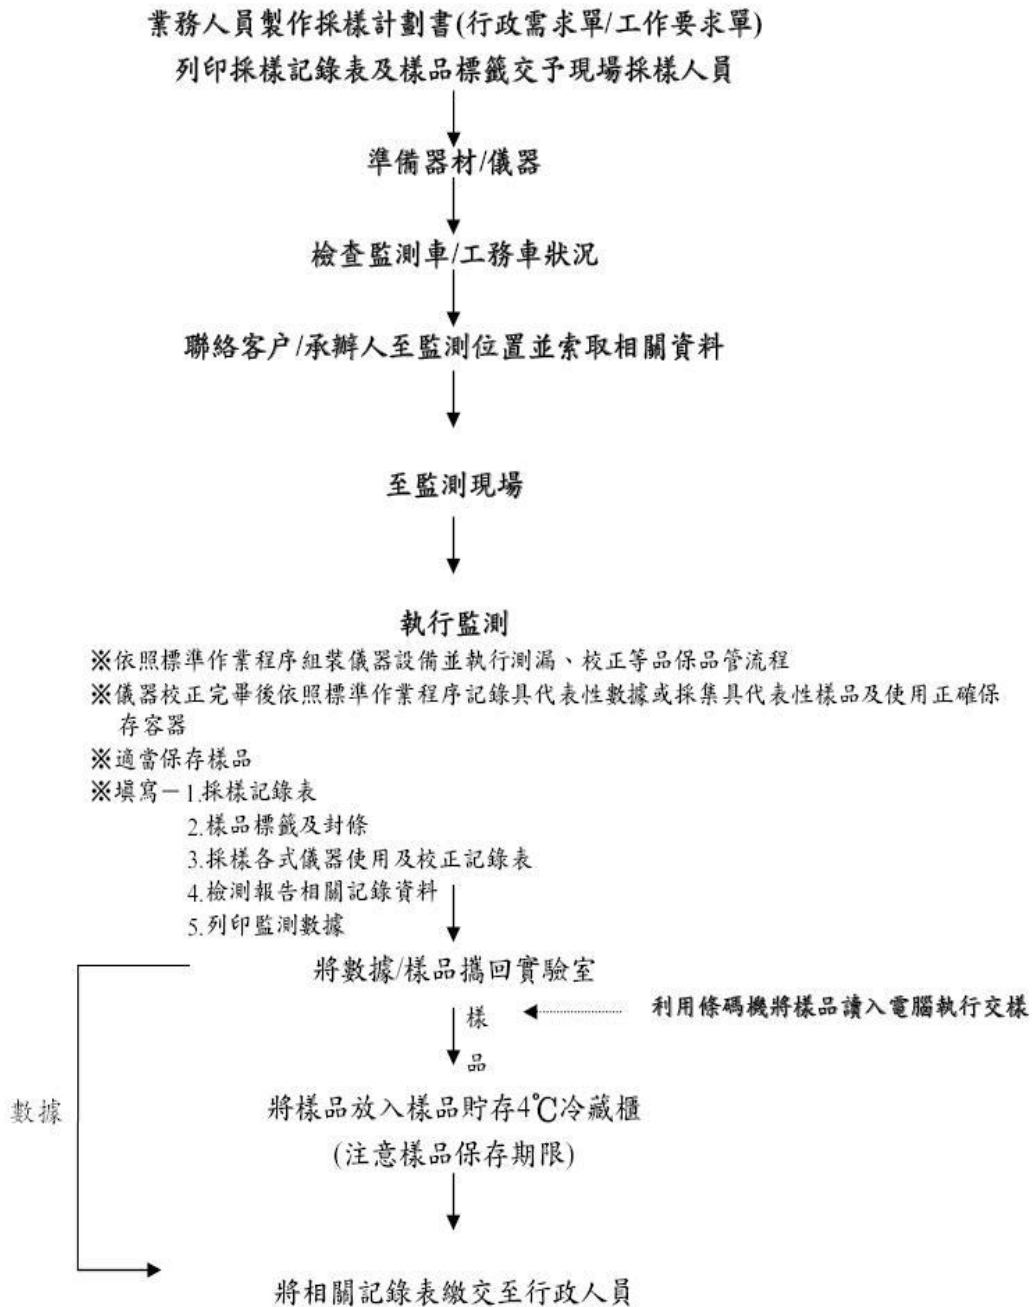 業務人員製作採樣計劃書(行政需求單/工作要求單)
列印採樣記錄表及樣品標籤交予現場採樣人員
準備器材/儀器
檢查監測車/工務車狀況
聯絡客户/承辦人至監測位置並索取相關資料
至監測現場
執行監測
※依照標準作業程序組裝儀器設備並執行測漏、校正等品保品管流程
※儀器校正完畢後依照標準作業程序記錄具代表性數據或採集具代表性樣品及使用正確保
存容器
※適當保存樣品
※填寫－1.採樣記錄表
2.樣品標籤及封條
3.採樣各式儀器使用及校正記錄表
4.檢測報告相關記錄資料
5.列印監測數據
將數據/樣品攜回實驗室
樣品
利用條碼機將樣品讀入電腦執行交樣
數據
將樣品放入樣品貯存4℃冷藏櫃
(注意樣品保存期限)
將相關記錄表繳交至行政人員